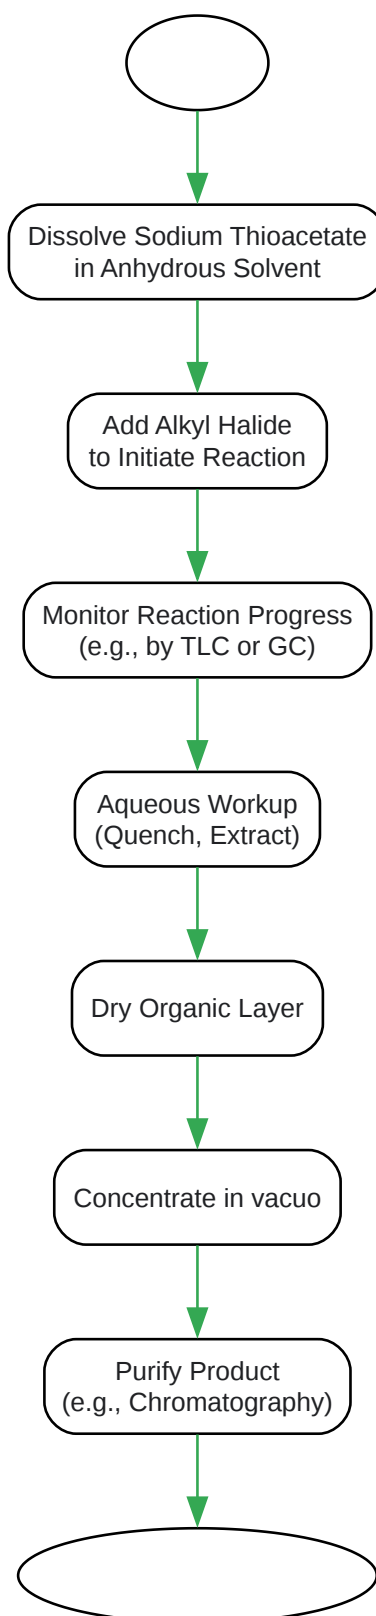 Dissolve Sodium Thioacetate
in Anhydrous Solvent
Add Alkyl Halide
to Initiate Reaction
Monitor Reaction Progress
(e.g., by TLC or GC)
Aqueous Workup
(Quench, Extract)
Dry Organic Layer
Concentrate in vacuo
Purify Product
(e.g., Chromatography)